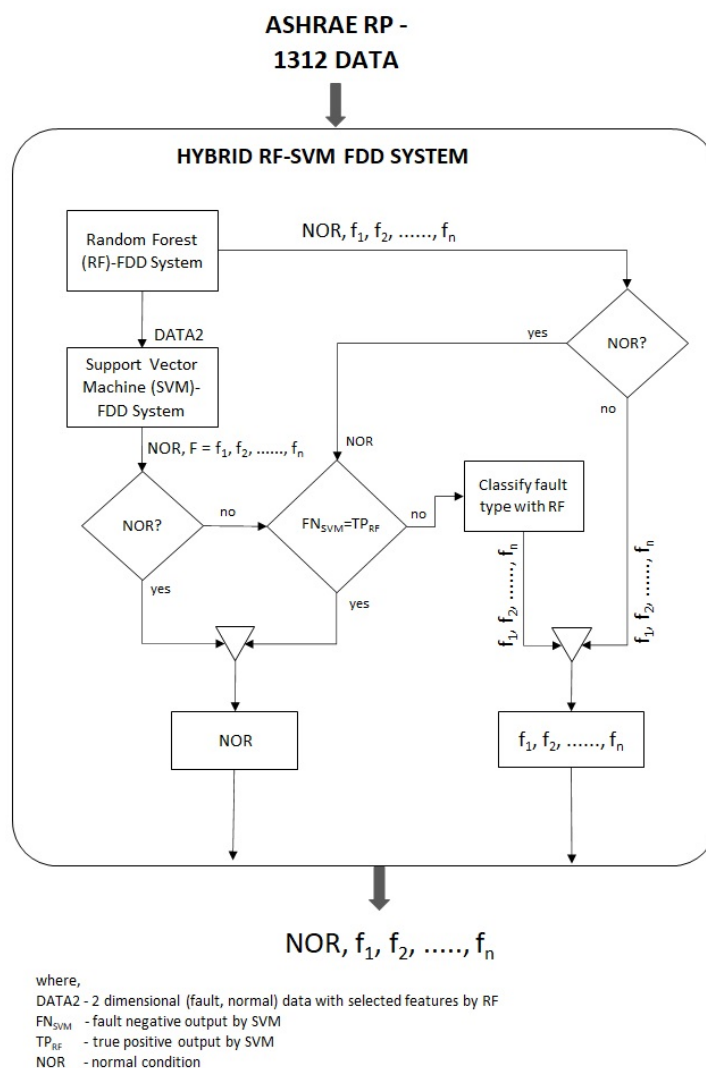 ASHRAE RP -
1312 DATA
HYBRID RF-SVM FDD SYSTEM
Random Forest
(RF)-FDD System
NOR, f₁, f₂, ......, fₙ
DATA2
yes
NOR?
Support Vector
Machine (SVM)-
FDD System
no
NOR
NOR, F = f₁, f₂, ......, fₙ
Classify fault
type with RF
NOR?
no
FN_SVM=TP_RF
no
yes
yes
f₁, f₂, ......, fₙ
f₁, f₂, ......, fₙ
NOR
f₁, f₂, ......, fₙ
NOR, f₁, f₂, ....., fₙ
where,
DATA2 - 2 dimensional (fault, normal) data with selected features by RF
FN_SVM - fault negative output by SVM
TP_RF - true positive output by SVM
NOR - normal condition